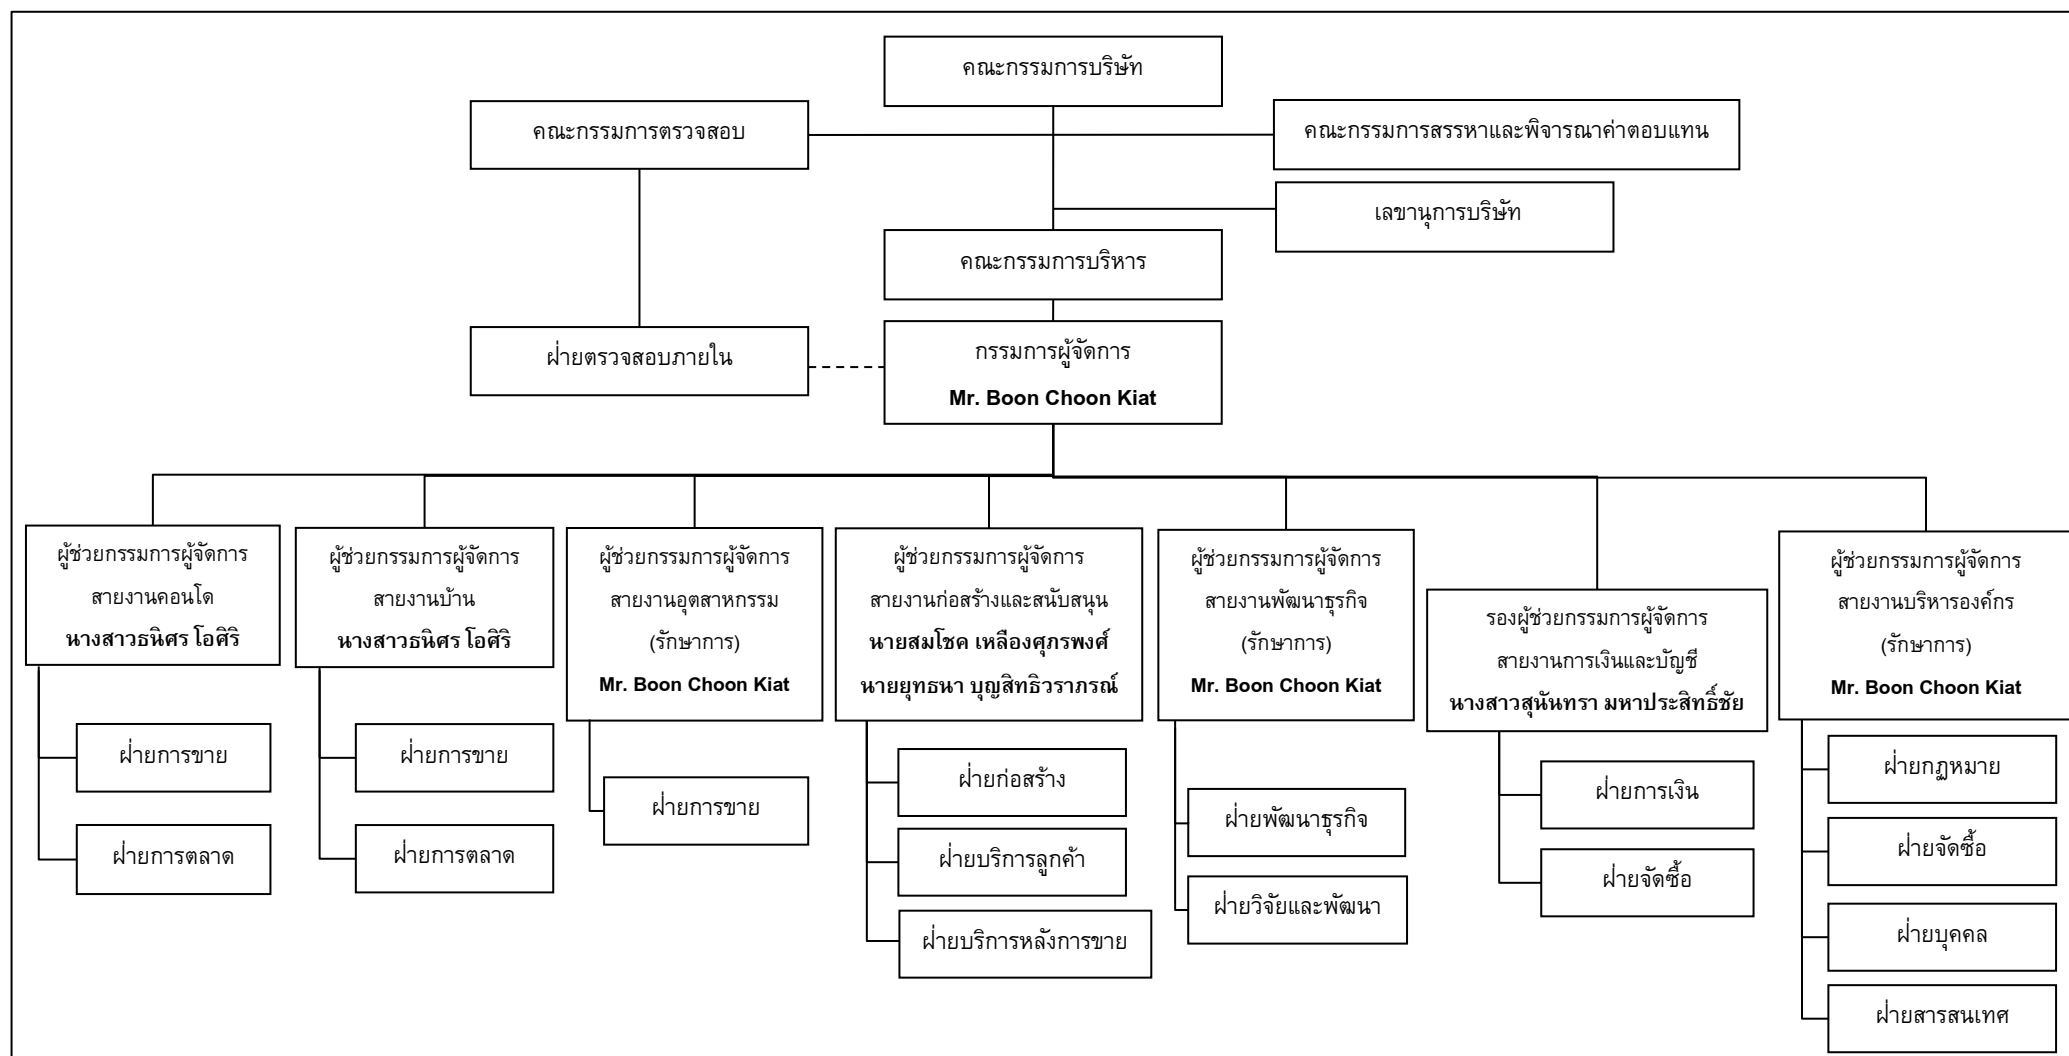 คณะกรรมการบริษัท
คณะกรรมการตรวจสอบ
คณะกรรมการสรรหาและพิจารณาค่าตอบแทน
เลขานุการบริษัท
คณะกรรมการบริหาร
ฝ่ายตรวจสอบภายใน
กรรมการผู้จัดการ
Mr. Boon Choon Kiat
ผู้ช่วยกรรมการผู้จัดการ
สายงานคอนโด
นางสาวธนิศร โอศิริ
ฝ่ายการขาย
ฝ่ายการตลาด
ผู้ช่วยกรรมการผู้จัดการ
สายงานบ้าน
นางสาวธนิศร โอศิริ
ฝ่ายการขาย
ฝ่ายการตลาด
ผู้ช่วยกรรมการผู้จัดการ
สายงานอุตสาหกรรม
(รักษาการ)
Mr. Boon Choon Kiat
ฝ่ายการขาย
ผู้ช่วยกรรมการผู้จัดการ
สายงานก่อสร้างและสนับสนุน
นายสมโชค เหลืองศุภรพงศ์
นายยุทธนา บุญสิทธิวราภรณ์
ฝ่ายก่อสร้าง
ฝ่ายบริการลูกค้า
ฝ่ายบริการหลังการขาย
ผู้ช่วยกรรมการผู้จัดการ
สายงานพัฒนาธุรกิจ
(รักษาการ)
Mr. Boon Choon Kiat
ฝ่ายพัฒนาธุรกิจ
ฝ่ายวิจัยและพัฒนา
รองผู้ช่วยกรรมการผู้จัดการ
สายงานการเงินและบัญชี
นางสาวสุนันทรา มหาประสิทธิ์ชัย
ฝ่ายการเงิน
ฝ่ายจัดซื้อ
ผู้ช่วยกรรมการผู้จัดการ
สายงานบริหารองค์กร
(รักษาการ)
Mr. Boon Choon Kiat
ฝ่ายกฎหมาย
ฝ่ายจัดซื้อ
ฝ่ายบุคคล
ฝ่ายสารสนเทศ